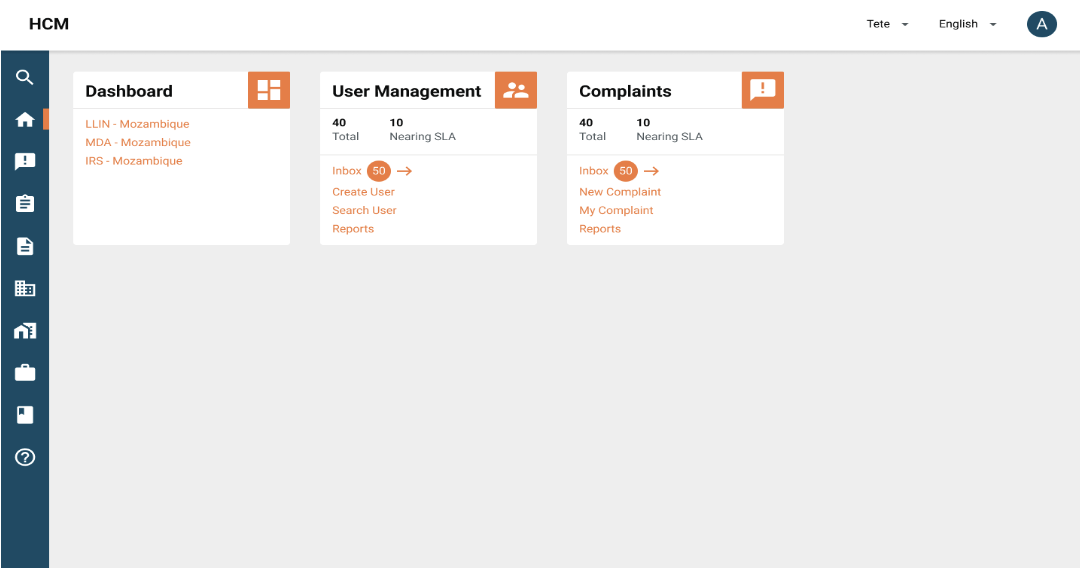 HCM
Tete
English
A
Dashboard
LLIN - Mozambique
MDA - Mozambique
IRS - Mozambique
User Management
40 10
Total Nearing SLA
Inbox 50
Create User
Search User
Reports
Complaints
40 10
Total Nearing SLA
Inbox 50
New Complaint
My Complaint
Reports